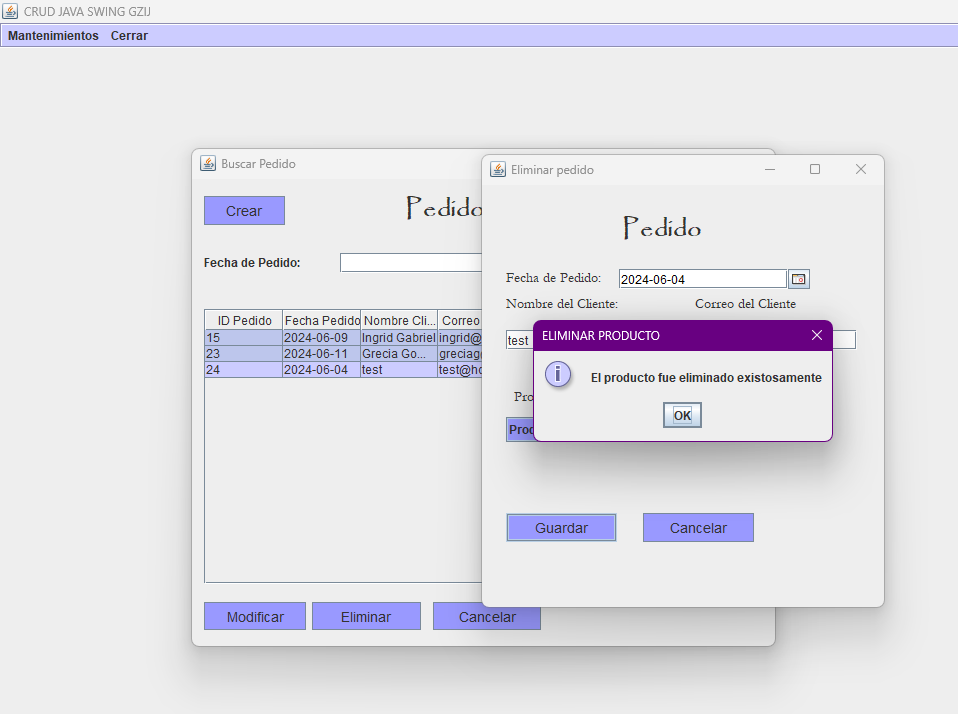 CRUD JAVA SWING GZIJ
Mantenimientos Cerrar
Buscar Pedido
Crear
Pedido
Fecha de Pedido:
ID Pedido Fecha Pedido Nombre Cli... Correo
15 2024-06-09 Ingrid Gabriel ingrid@
23 2024-06-11 Grecia Go... greciag
24 2024-06-04 test test@ho
Modificar Eliminar Cancelar
Eliminar pedido
Pedido
Fecha de Pedido: 2024-06-04
Nombre del Cliente: Correo del Cliente
test
Pro
Prod
Guardar Cancelar
ELIMINAR PRODUCTO
El producto fue eliminado existosamente
OK